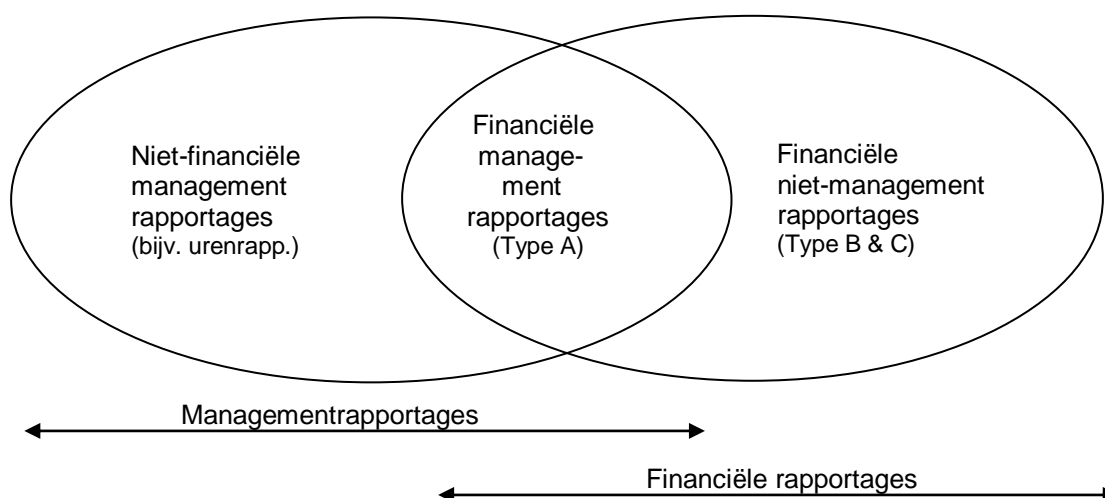 Niet-financiële
management
rapportages
(bijv. urenrapp.)
Financiële
manage-
ment
rapportages
(Type A)
Financiële
niet-management
rapportages
(Type B & C)
Managementrapportages
Financiële rapportages